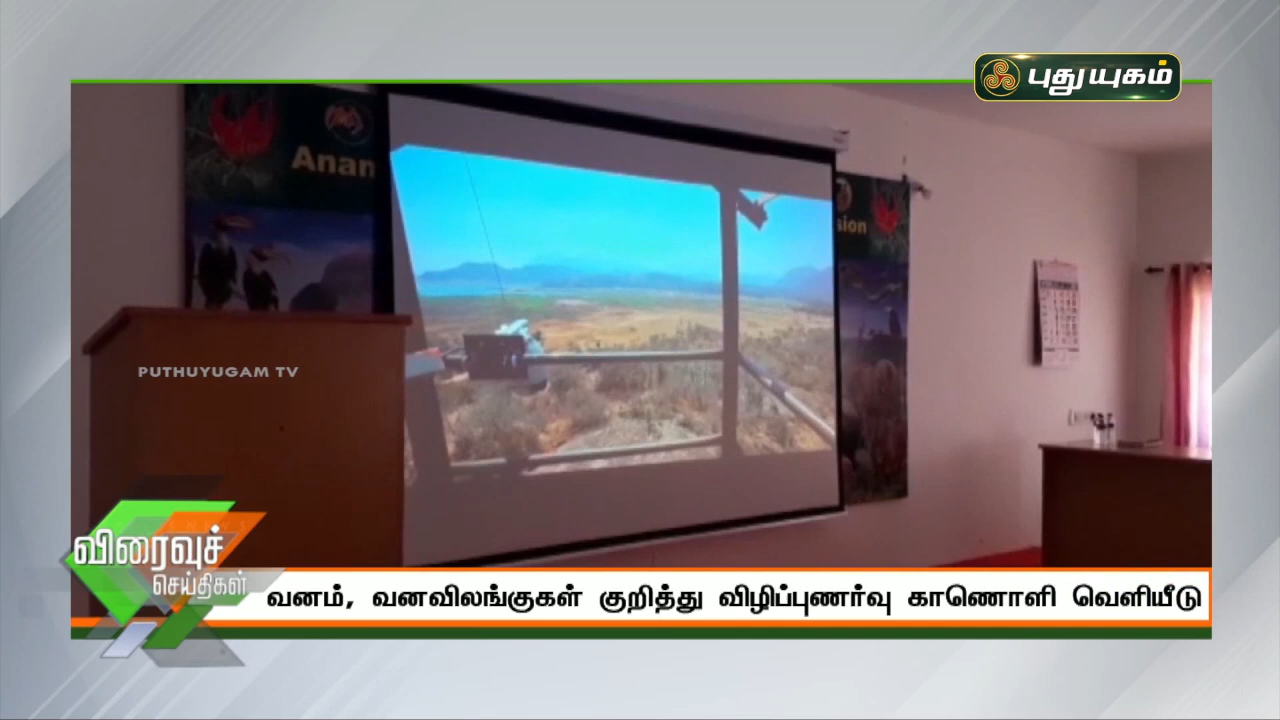 புதுயுகம்
Anan
sion
PUTHUYUGAM TV
விரைவுச்
செய்திகள்
வனம், வனவிலங்குகள் குறித்து விழிப்புணர்வு காணொளி வெளியீடு